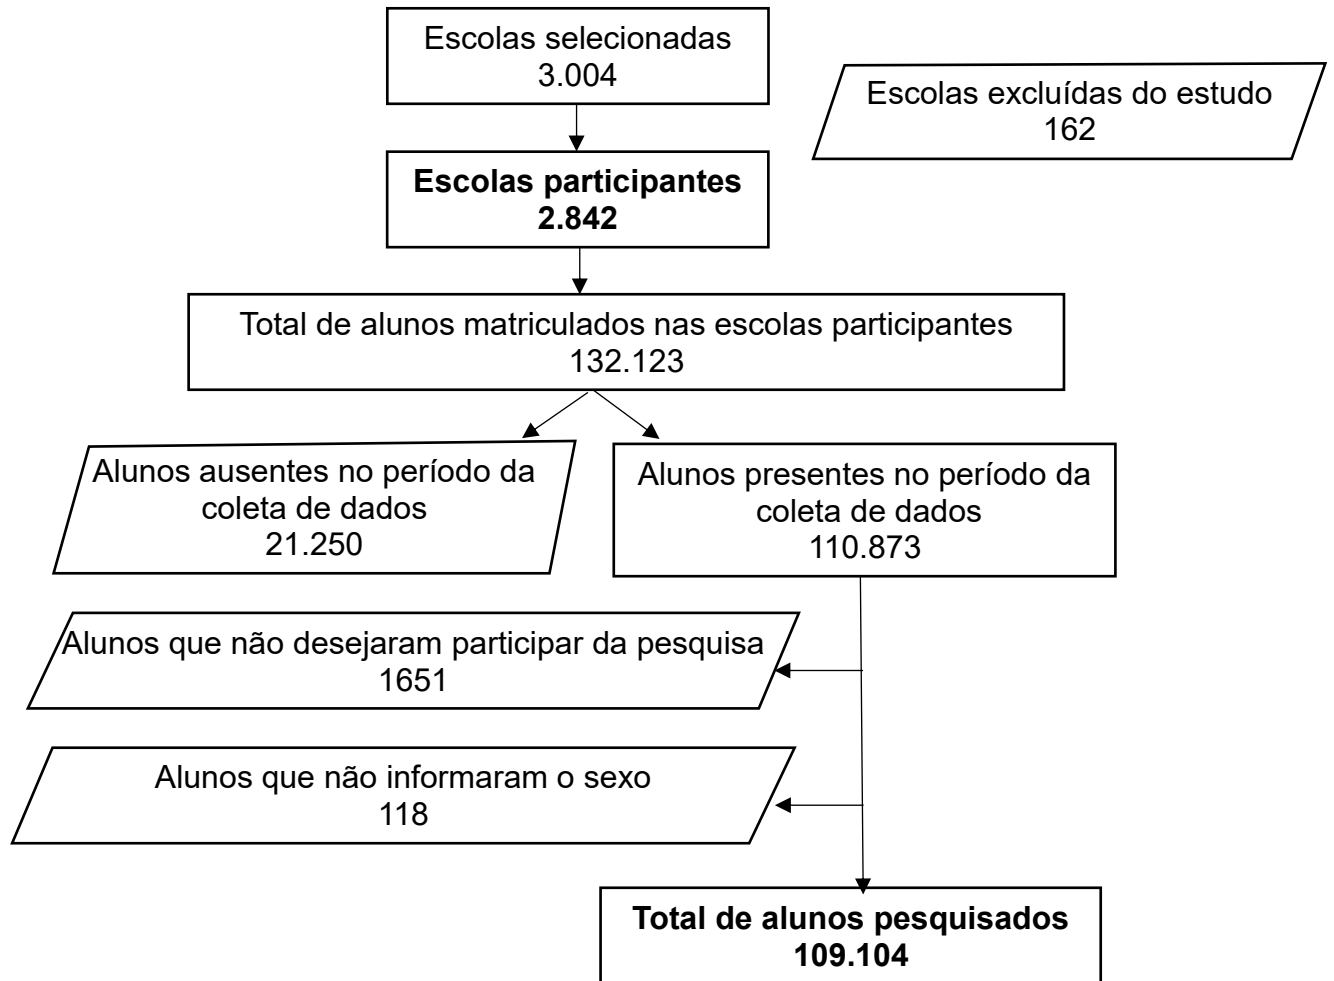 Escolas selecionadas
3.004
Escolas excluídas do estudo
162
Escolas participantes
2.842
Total de alunos matriculados nas escolas participantes
132.123
Alunos ausentes no período da
coleta de dados
21.250
Alunos presentes no período da
coleta de dados
110.873
Alunos que não desejaram participar da pesquisa
1651
Alunos que não informaram o sexo
118
Total de alunos pesquisados
109.104